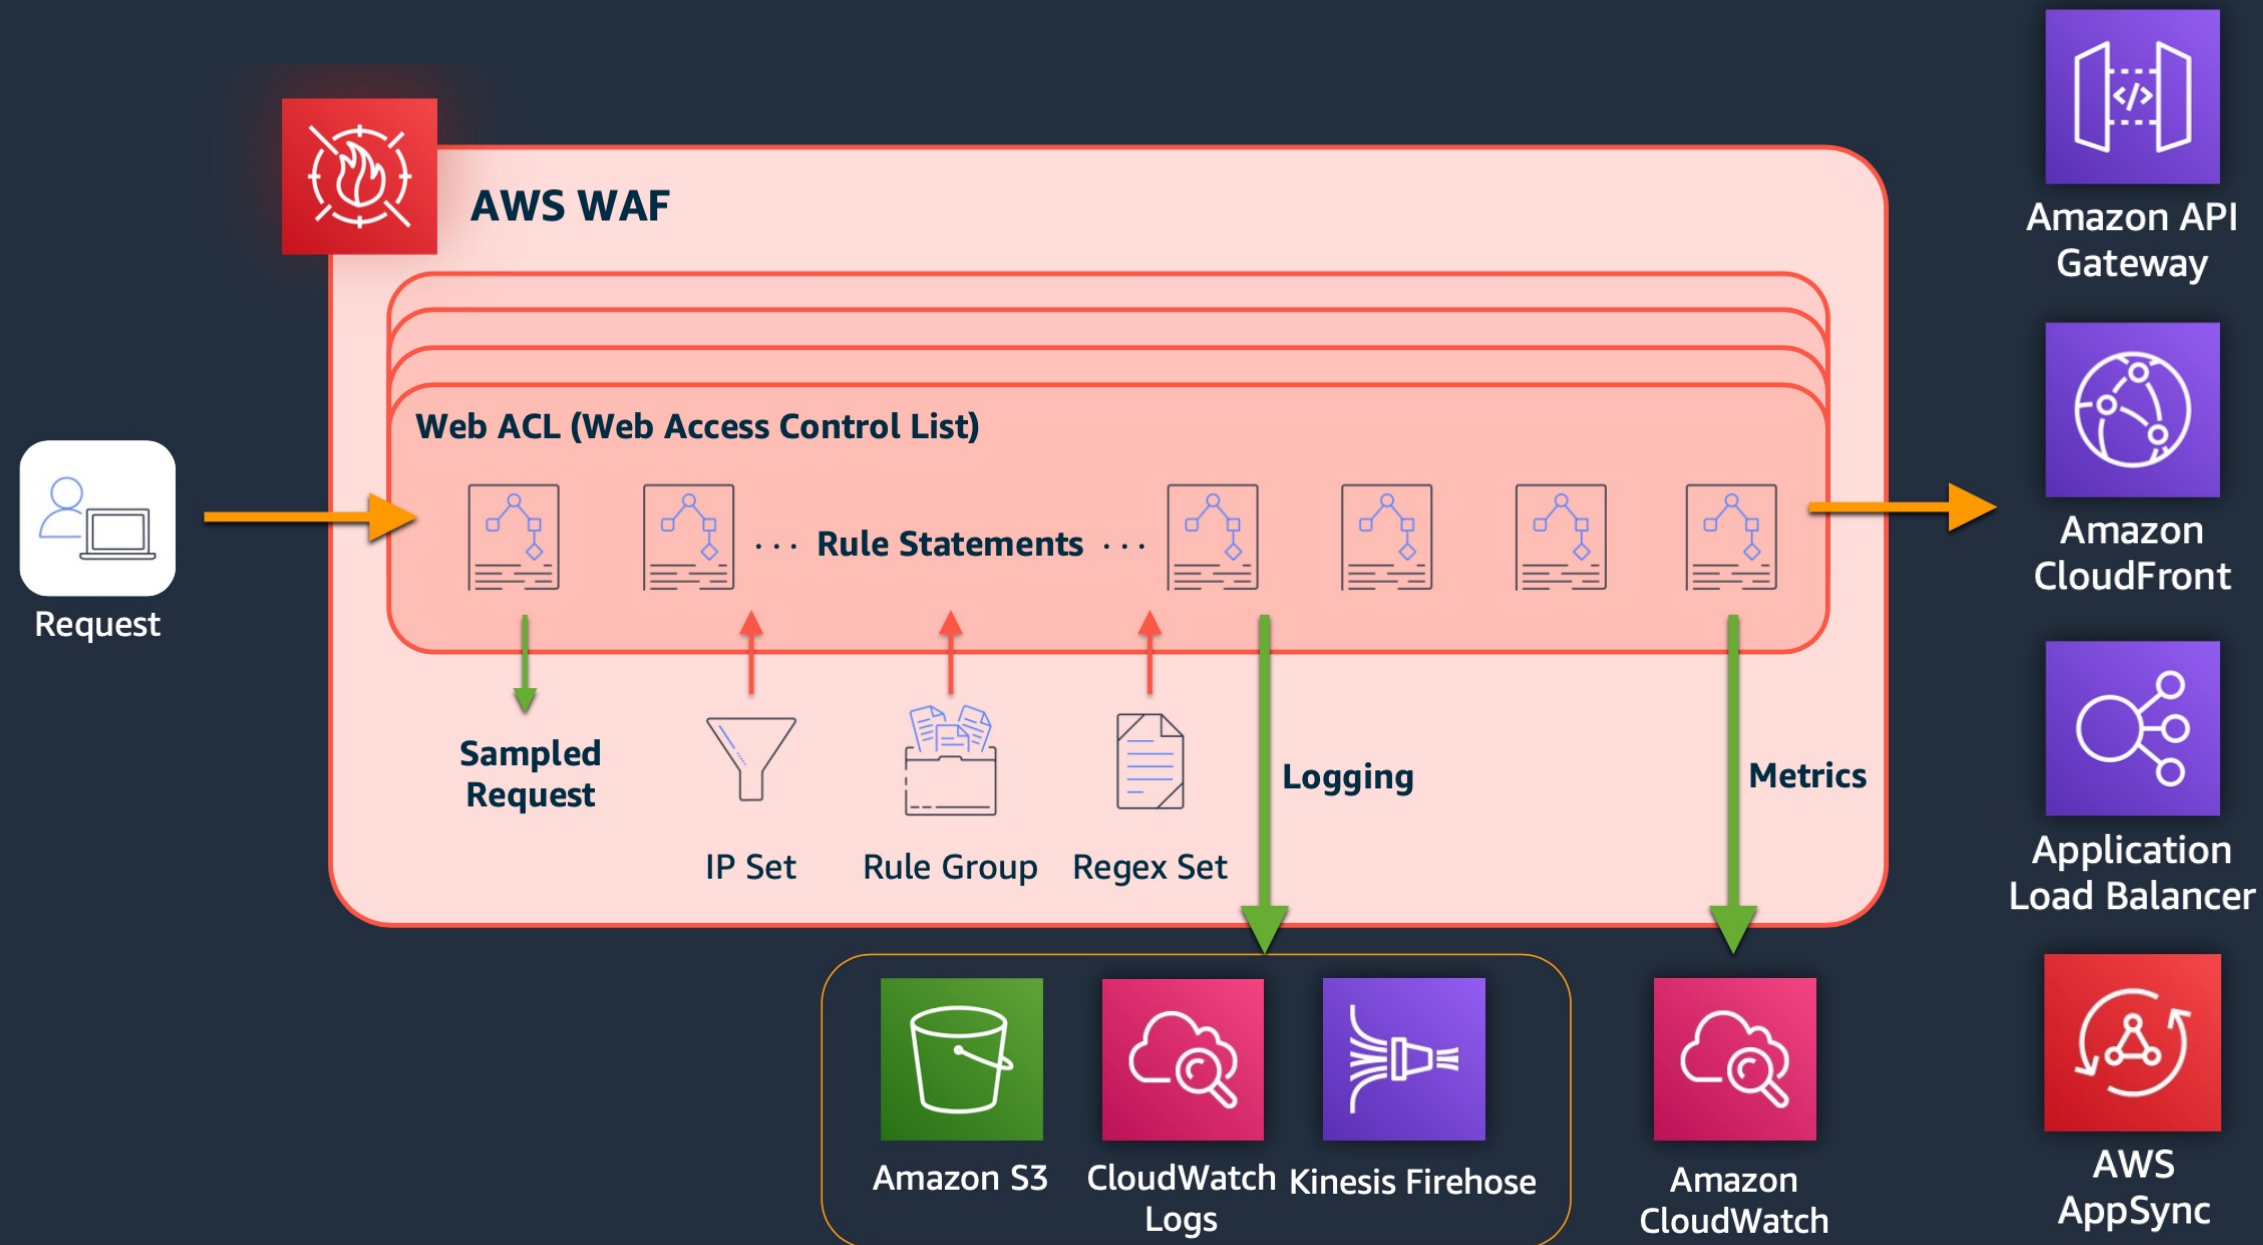 AWS WAF
Web ACL (Web Access Control List)
··· Rule Statements ···
Request
Sampled
Request
IP Set
Rule Group
Regex Set
Logging
Metrics
Amazon S3
CloudWatch
Logs
Kinesis Firehose
Amazon
CloudWatch
</>
Amazon API
Gateway
Amazon
CloudFront
Application
Load Balancer
AWS
AppSync